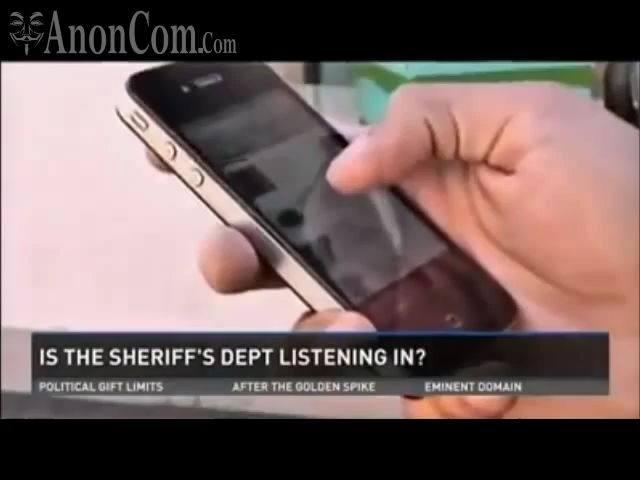 AnonCom.Com
IS THE SHERIFF'S DEPT LISTENING IN?
POLITICAL GIFT LIMITS AFTER THE GOLDEN SPIKE EMINENT DOMAIN